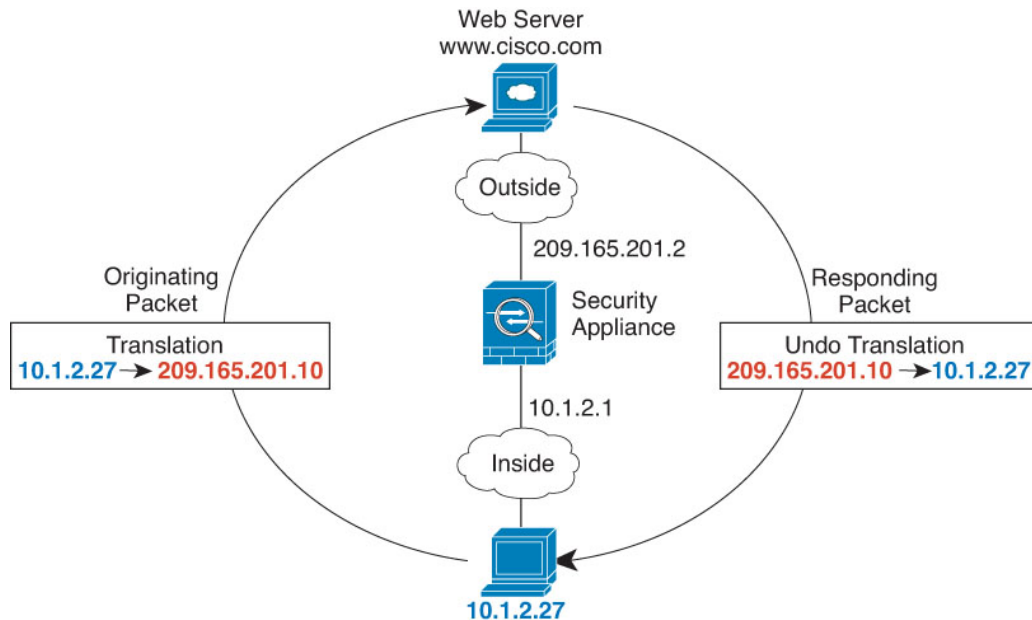 Web Server
www.cisco.com
Outside
209.165.201.2
Originating
Packet
Responding
Packet
Security
Appliance
Translation
10.1.2.27 → 209.165.201.10
Undo Translation
209.165.201.10 → 10.1.2.27
10.1.2.1
Inside
10.1.2.27